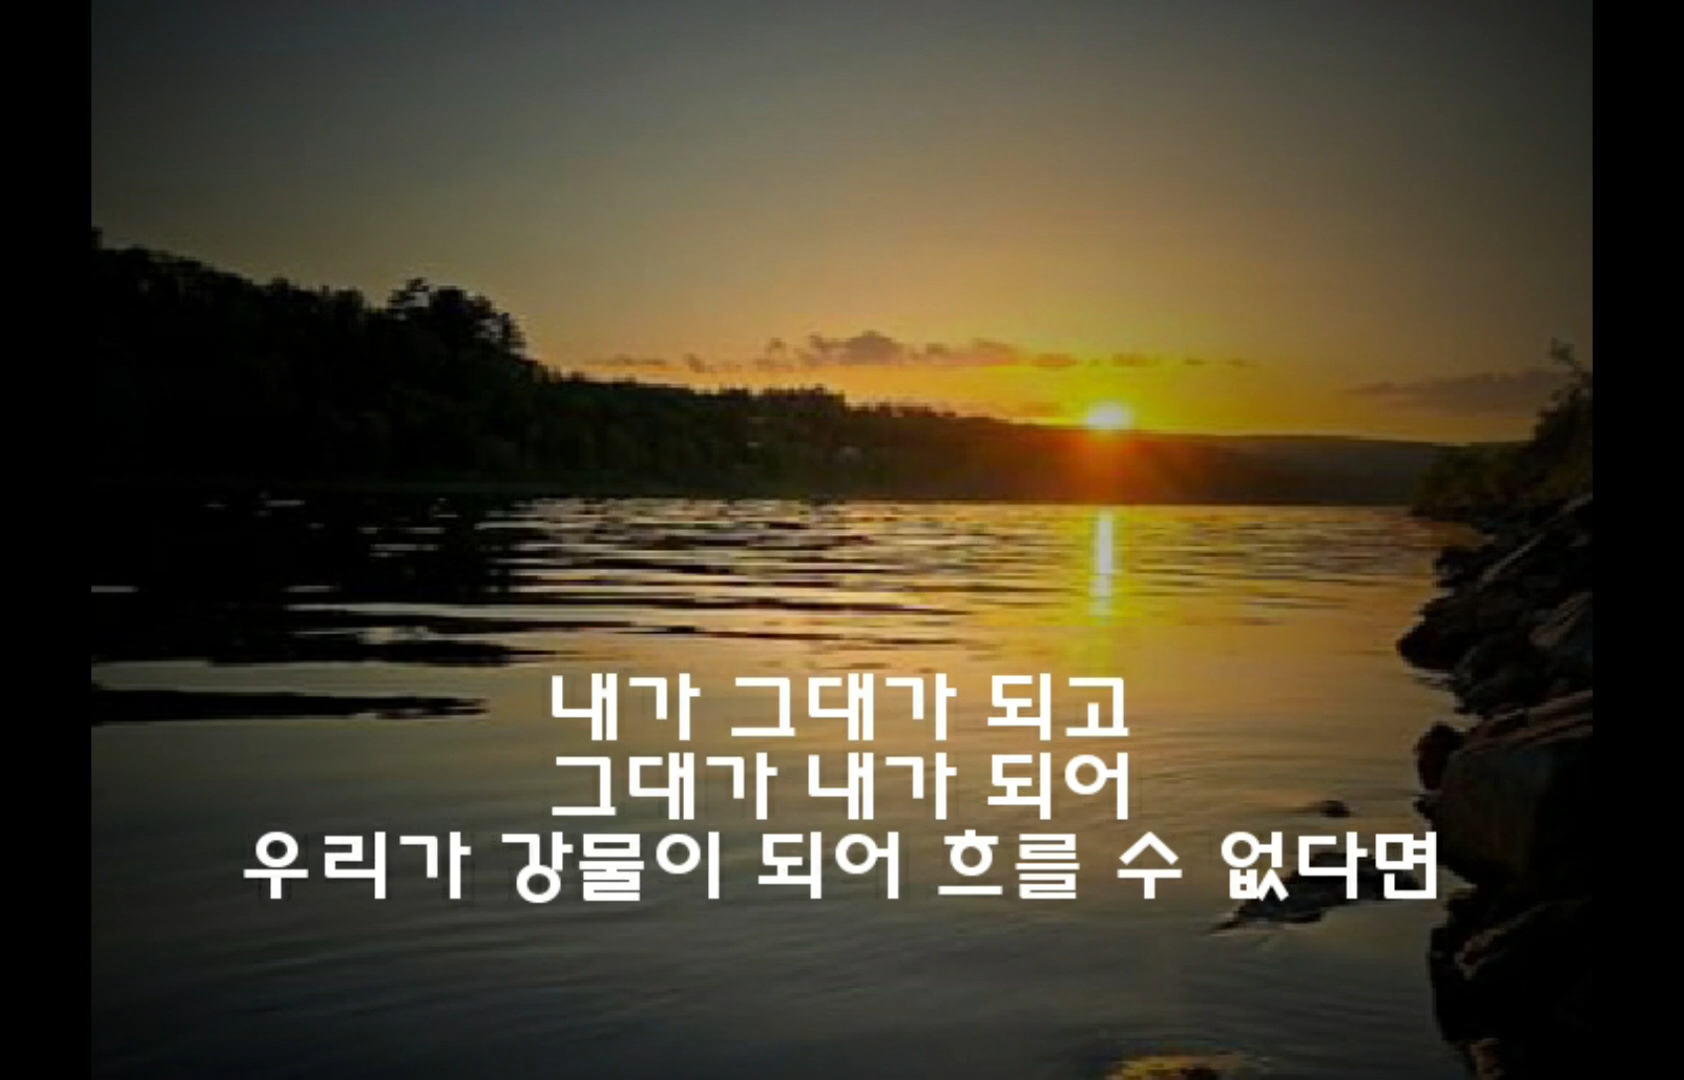 내가 그대가 되고
그대가 내가 되어
우리가 강물이 되어 흐를 수 없다면